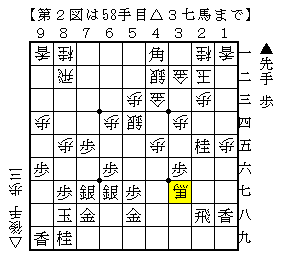 【第２図は58手目△３七馬まで】
９ ８ ７ ６ ５ ４ ３ ２ １
香 桂 角 桂 香 一
飛 銀 金 玉 二
歩 金 歩 三
歩 歩 銀 歩 四
歩 歩 歩 桂 歩 五
歩 歩 歩 六
歩 銀 銀 歩 馬 七
玉 金 金 飛 香 八
香 桂 九
▲先手 歩
△後手 歩三